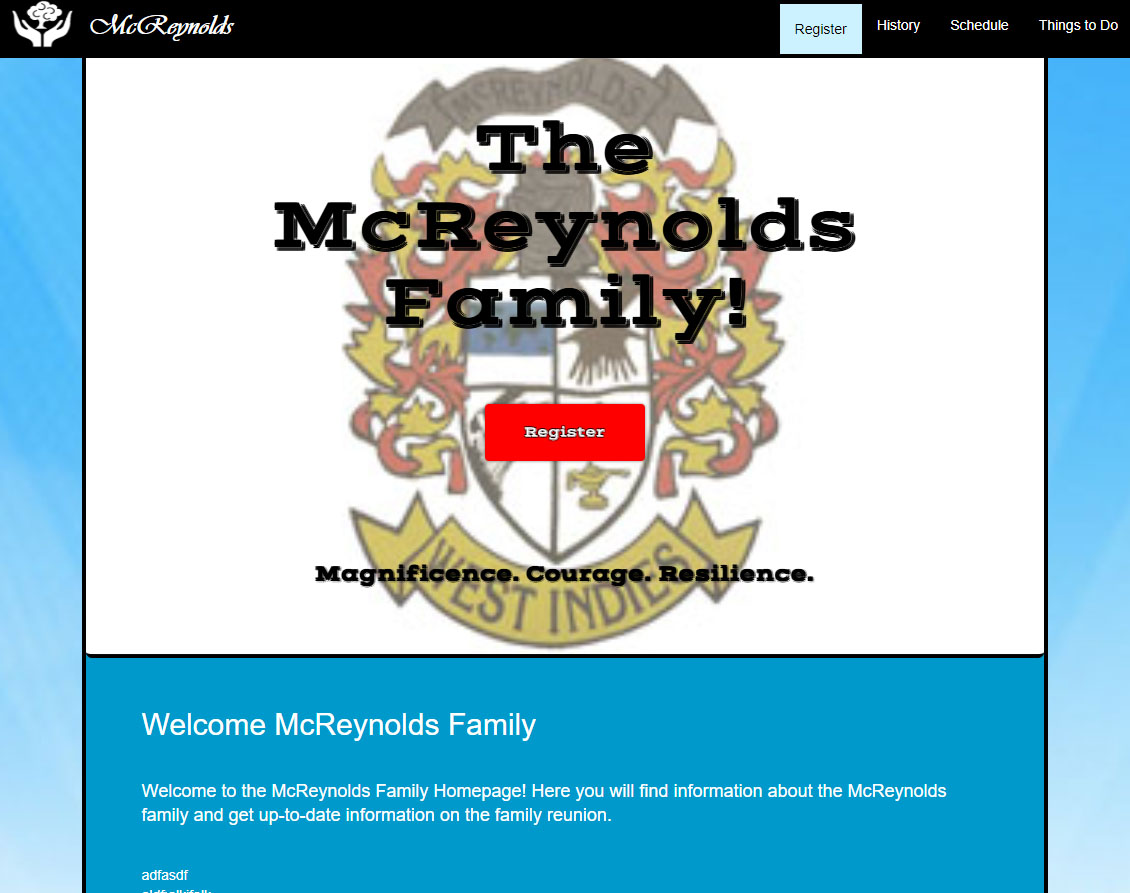 McReynolds
Register
History
Schedule
Things to Do
MCREYNOLDS
The
McReynolds
Family!
Register
Magnificence. Courage. Resilience.
WEST INDIES
Welcome McReynolds Family
Welcome to the McReynolds Family Homepage! Here you will find information about the McReynolds
family and get up-to-date information on the family reunion.
adfasdf